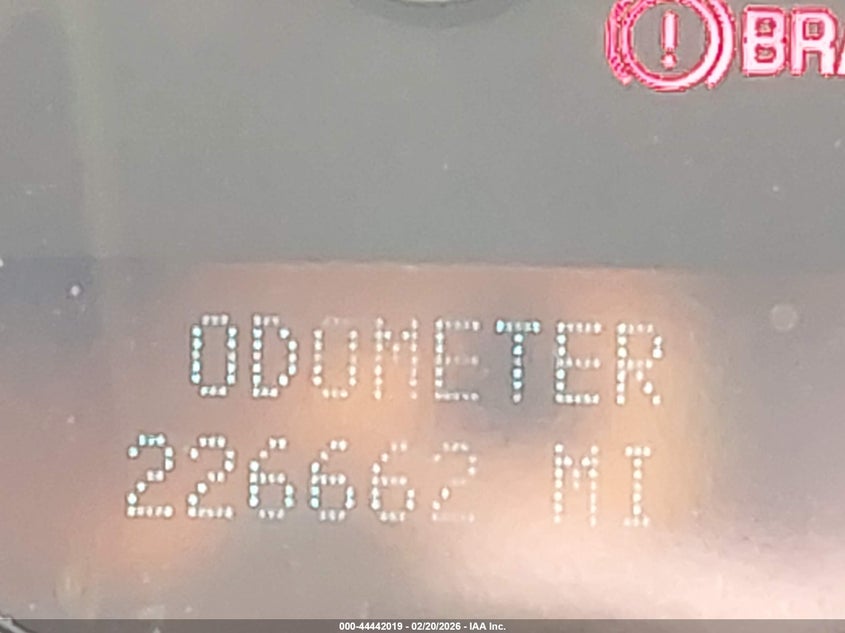 BRA
ODOMETER
226662 MI
000-44442019 - 02/20/2026 - IAA Inc.